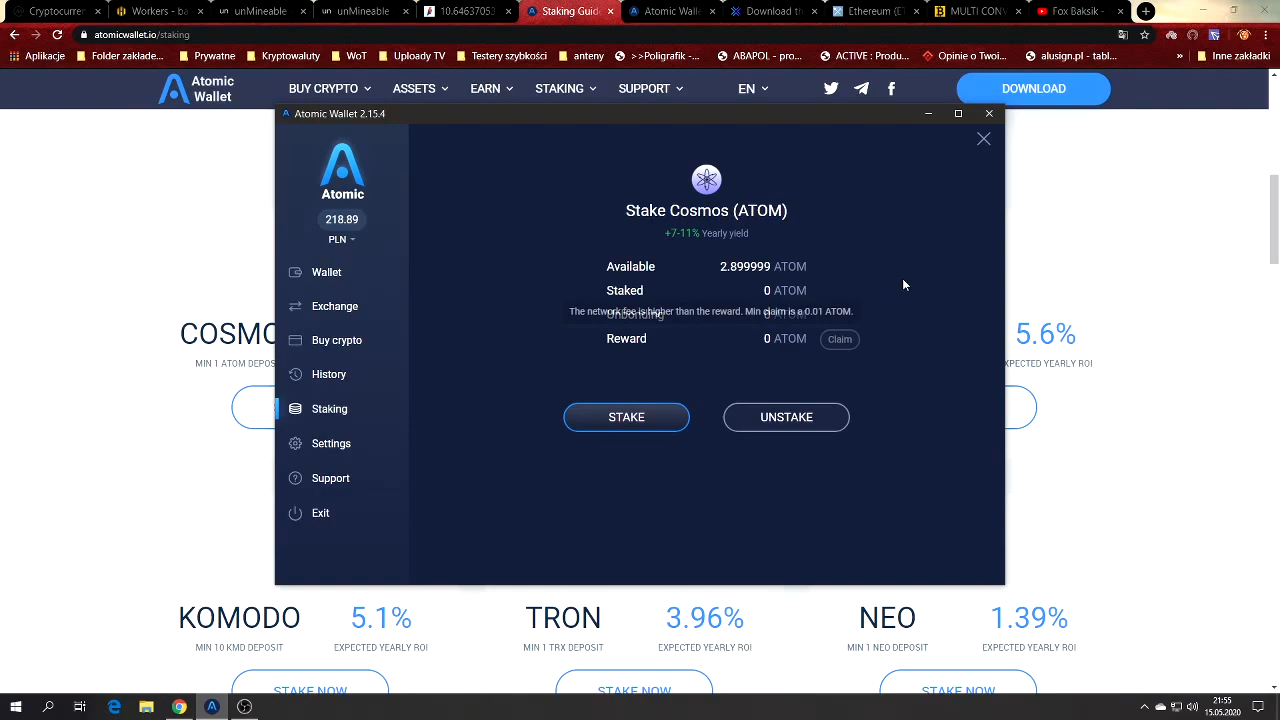 Cryptocurren
Workers - ba
unMineable
unMineable
10.64637053
Staking Guid
Atomic Walle
Download th
Ethereum (ET
MULTI CONV
Fox Baksik -
atomicwallet.io/staking
Aplikacje
Folder zakłade...
Prywatne
Kryptowaluty
WoT
Uploady TV
Testery szybkości
anteny
>>Poligrafik -...
ABAPOL - pro...
ACTIVE : Produ...
Opinie o Twoi...
alusign.pl - tabl...
»
Inne zakładki
Atomic
Wallet
BUY CRYPTO
ASSETS
EARN
STAKING
SUPPORT
EN
DOWNLOAD
Atomic Wallet 2.15.4
Atomic
218.89
PLN
Wallet
Exchange
Buy crypto
History
Staking
Settings
Support
Exit
Stake Cosmos (ATOM)
+7-11% Yearly yield
Available 2.899999 ATOM
Staked 0 ATOM
The network fee is higher than the reward. Min claim is a 0.01 ATOM.
Unbonding 0 ATOM
Reward 0 ATOM Claim
STAKE UNSTAKE
COSMO
MIN 1 ATOM DEPOS
5.6%
XPECTED YEARLY ROI
KOMODO 5.1% TRON 3.96% NEO 1.39%
MIN 10 KMD DEPOSIT EXPECTED YEARLY ROI MIN 1 TRX DEPOSIT EXPECTED YEARLY ROI MIN 1 NEO DEPOSIT EXPECTED YEARLY ROI
STAKE NOW STAKE NOW STAKE NOW
21:55
15.05.2020